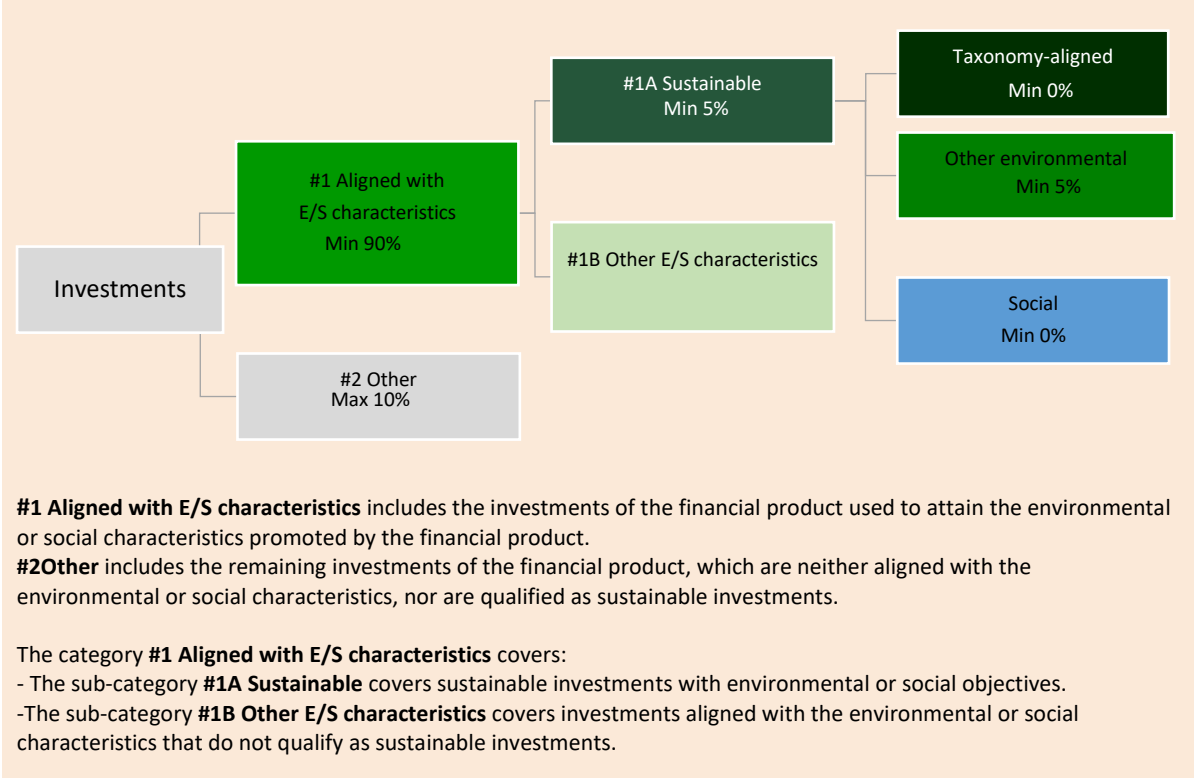 Taxonomy-aligned
Min 0%
#1A Sustainable
Min 5%
Other environmental
Min 5%
#1 Aligned with
E/S characteristics
Min 90%
#1B Other E/S characteristics
Investments
Social
Min 0%
#2 Other
Max 10%
#1 Aligned with E/S characteristics includes the investments of the financial product used to attain the environmental
or social characteristics promoted by the financial product.
#2Other includes the remaining investments of the financial product, which are neither aligned with the
environmental or social characteristics, nor are qualified as sustainable investments.
The category #1 Aligned with E/S characteristics covers:
- The sub-category #1A Sustainable covers sustainable investments with environmental or social objectives.
-The sub-category #1B Other E/S characteristics covers investments aligned with the environmental or social
characteristics that do not qualify as sustainable investments.